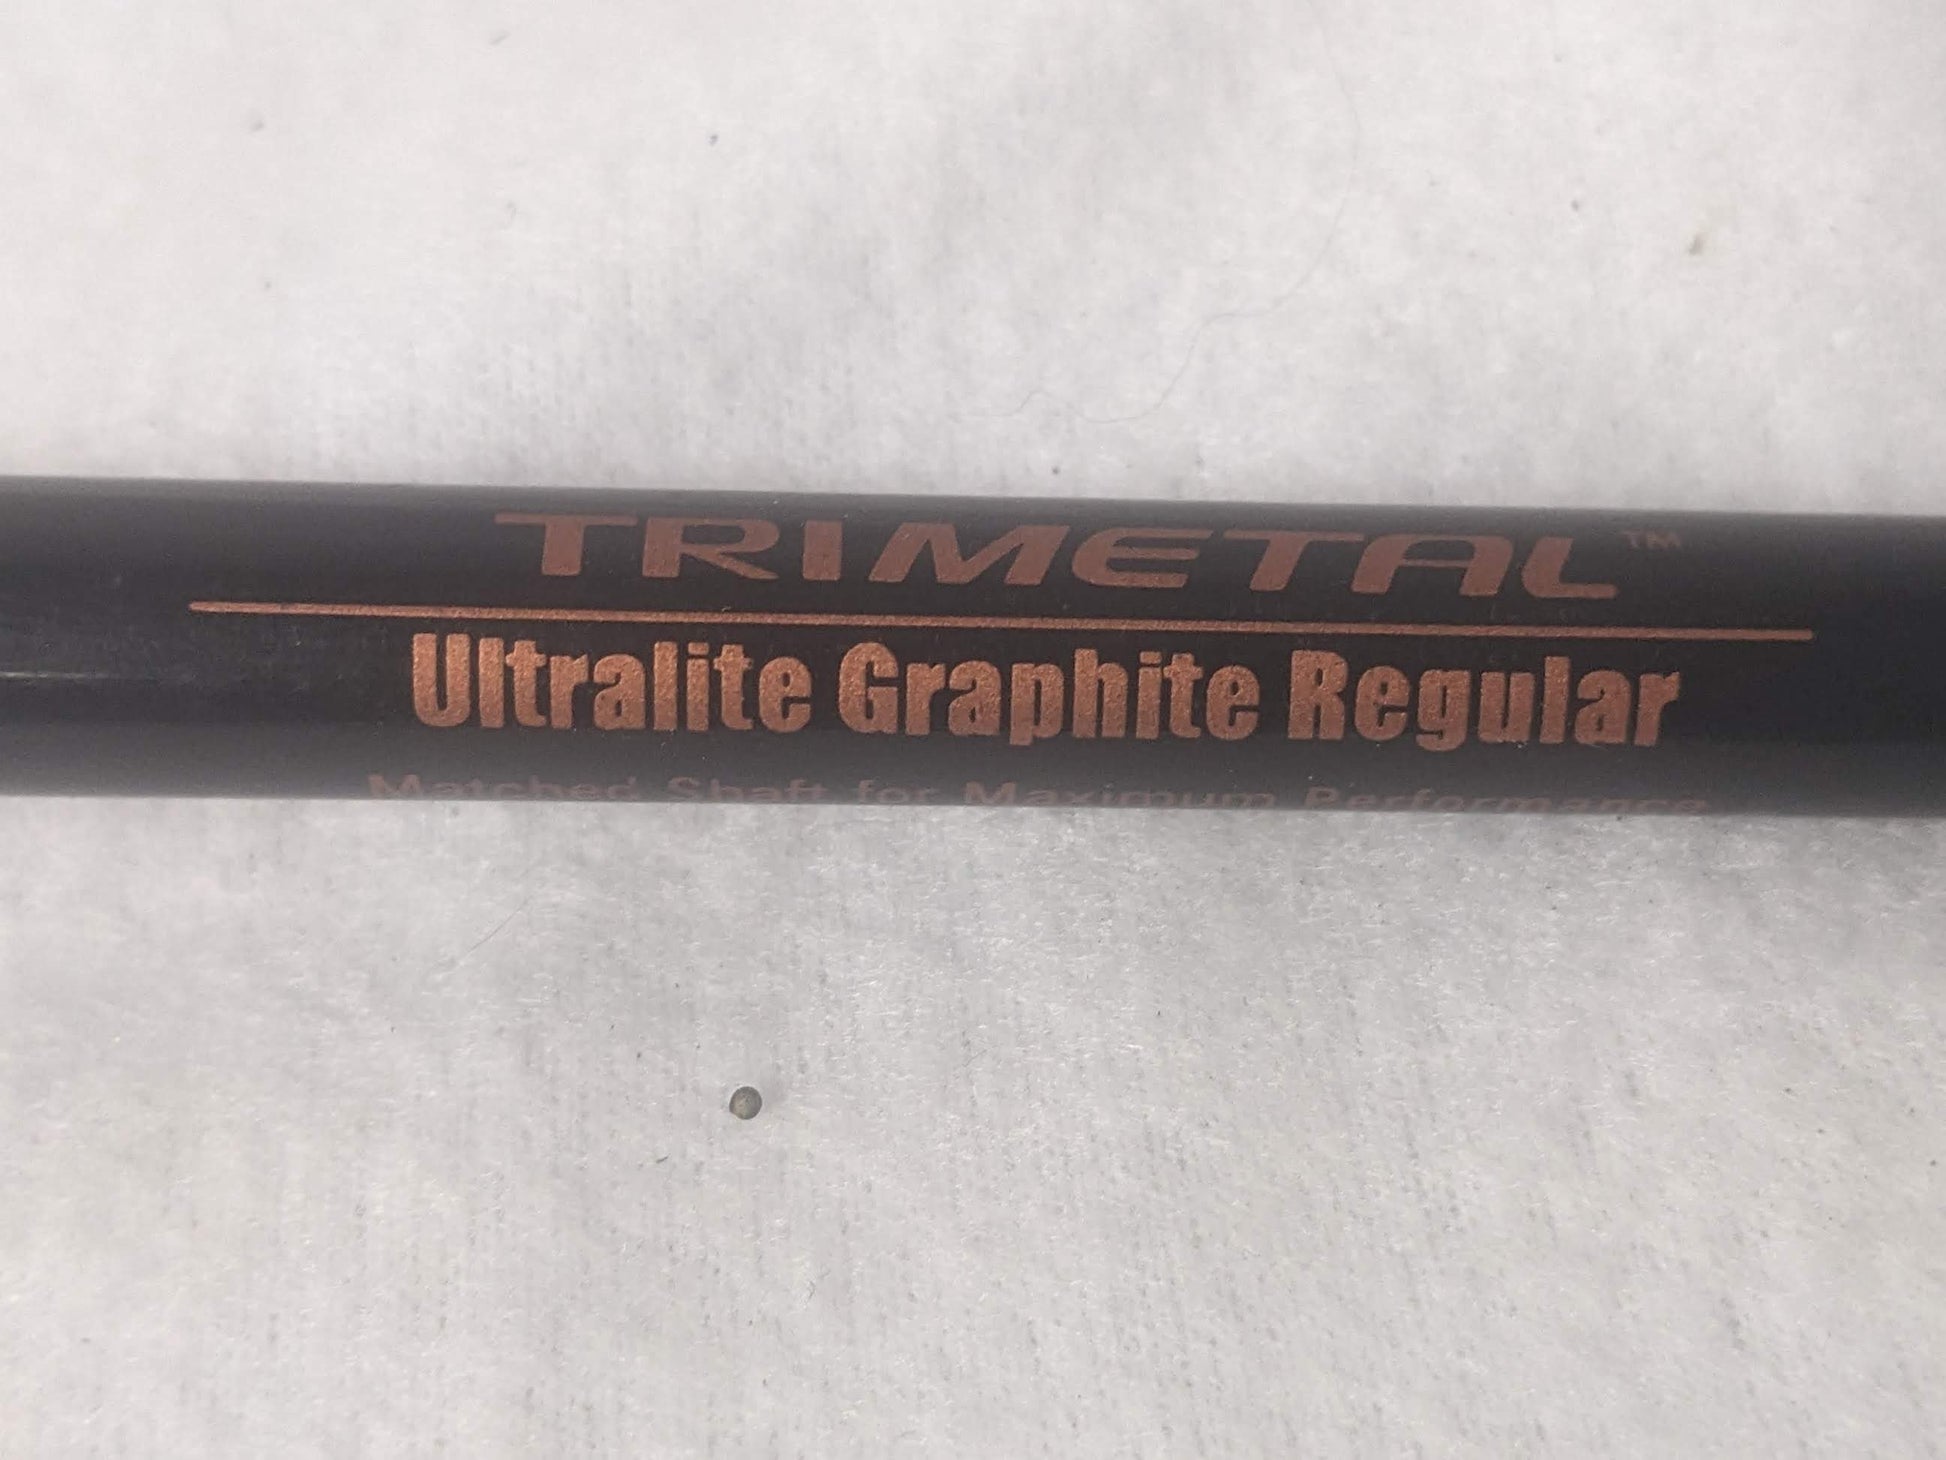 TRIMETAL™
Ultralite Graphite Regular
Matched Shaft for Maximum Performance